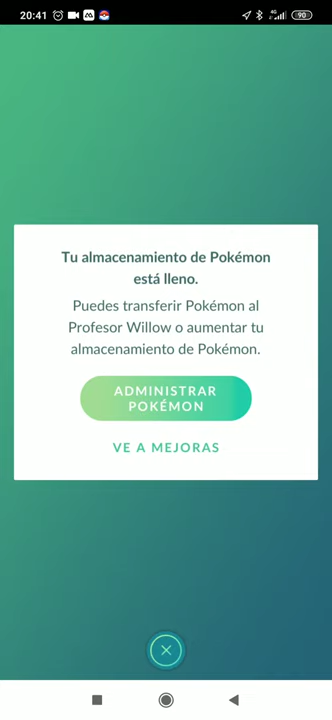 20:41
4G
90
Tu almacenamiento de Pokémon
está lleno.
Puedes transferir Pokémon al
Profesor Willow o aumentar tu
almacenamiento de Pokémon.
ADMINISTRAR
POKÉMON
VE A MEJORAS